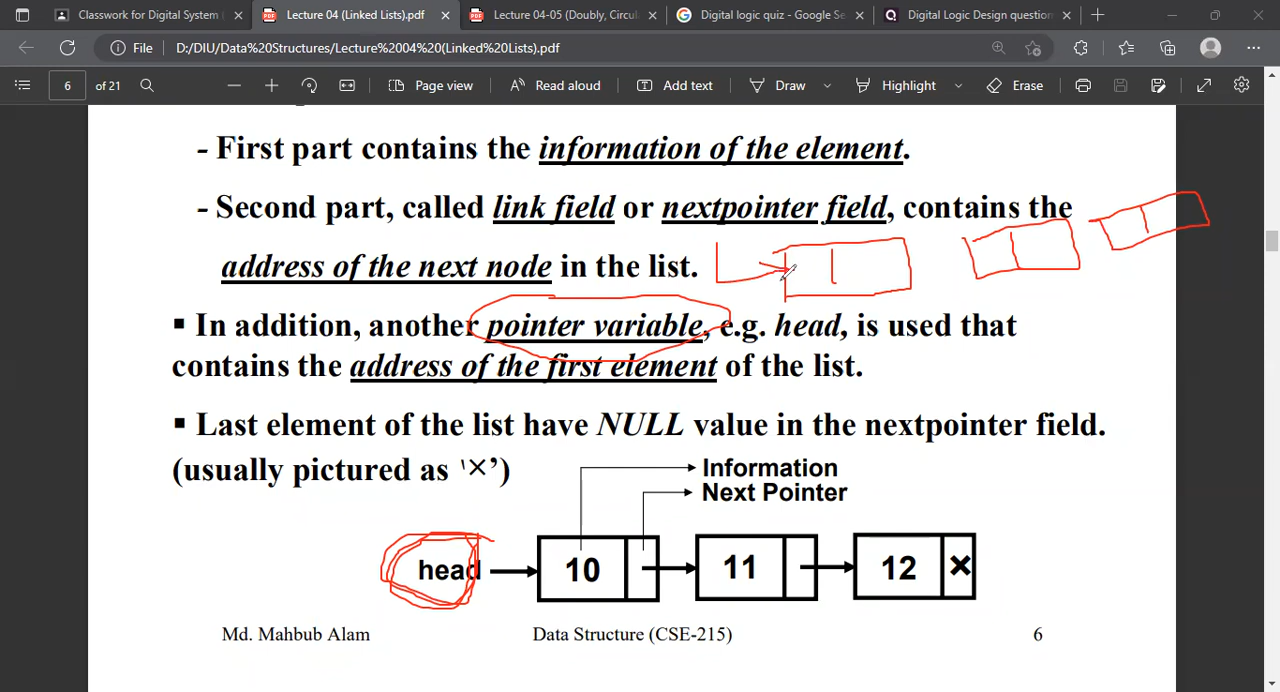 Classwork for Digital System (
Lecture 04 (Linked Lists).pdf
Lecture 04-05 (Doubly, Circul
Digital logic quiz - Google Se
Digital Logic Design question
File
D:/DIU/Data%20Structures/Lecture%2004%20(Linked%20Lists).pdf
6 of 21
Page view
Read aloud
Add text
Draw
Highlight
Erase
- First part contains the information of the element.
- Second part, called link field or nextpointer field, contains the
address of the next node in the list.
▪ In addition, another pointer variable, e.g. head, is used that
contains the address of the first element of the list.
▪ Last element of the list have NULL value in the nextpointer field.
(usually pictured as '×')
Information
Next Pointer
head 10 11 12 ×
Md. Mahbub Alam Data Structure (CSE-215) 6